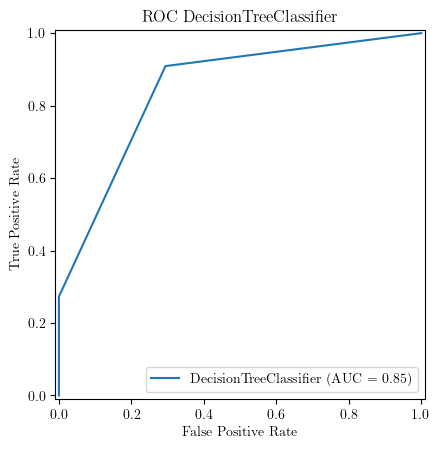 ROC DecisionTreeClassifier
1.0
0.8
0.6
0.4
0.2
0.0
True Positive Rate
DecisionTreeClassifier (AUC = 0.85)
0.0 0.2 0.4 0.6 0.8 1.0
False Positive Rate